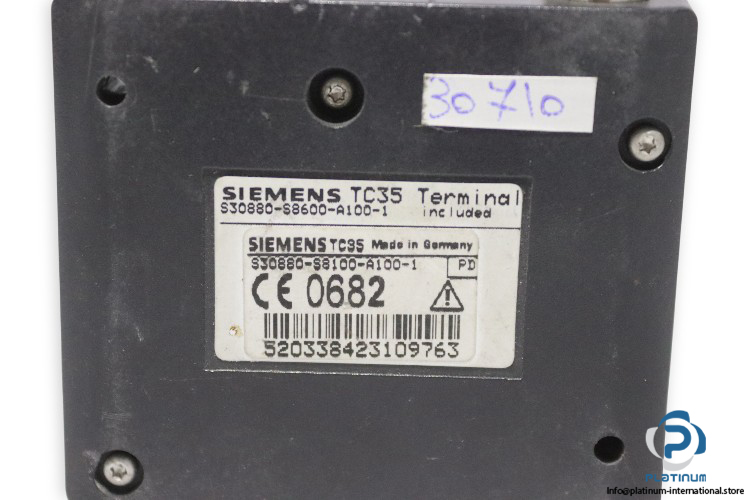 30710
SIEMENS TC35 Terminal
S30880-S8600-A100-1 included
SIEMENS TC35 Made in Germany
S30880-S8100-A100-1 PD
CE 0682
520338423109763
PLATINUM
info@platinum-international.store